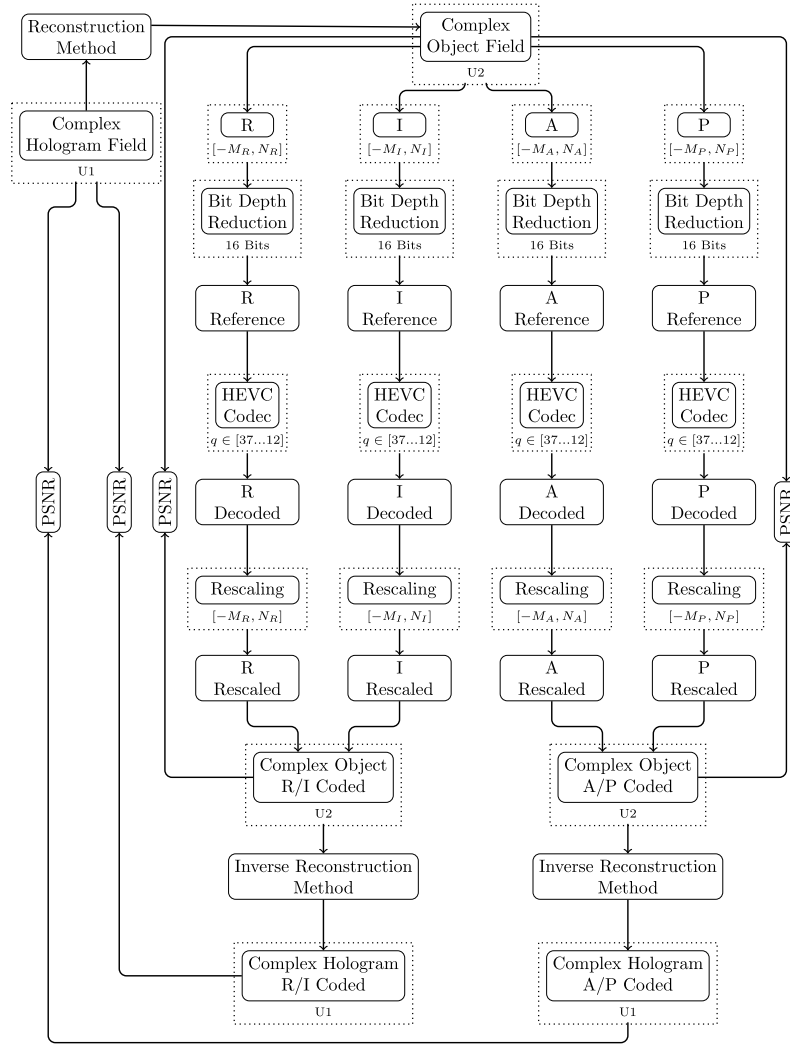 Reconstruction
Method
Complex
Object Field
U2
Complex
Hologram Field
U1
R
[−M_R, N_R]
I
[−M_I, N_I]
A
[−M_A, N_A]
P
[−M_P, N_P]
Bit Depth
Reduction
16 Bits
Bit Depth
Reduction
16 Bits
Bit Depth
Reduction
16 Bits
Bit Depth
Reduction
16 Bits
R
Reference
I
Reference
A
Reference
P
Reference
HEVC
Codec
q ∈ [37...12]
HEVC
Codec
q ∈ [37...12]
HEVC
Codec
q ∈ [37...12]
HEVC
Codec
q ∈ [37...12]
PSNR
PSNR
PSNR
R
Decoded
I
Decoded
A
Decoded
P
Decoded
PSNR
Rescaling
[−M_R, N_R]
Rescaling
[−M_I, N_I]
Rescaling
[−M_A, N_A]
Rescaling
[−M_P, N_P]
R
Rescaled
I
Rescaled
A
Rescaled
P
Rescaled
Complex Object
R/I Coded
U2
Complex Object
A/P Coded
U2
Inverse Reconstruction
Method
Inverse Reconstruction
Method
Complex Hologram
R/I Coded
U1
Complex Hologram
A/P Coded
U1